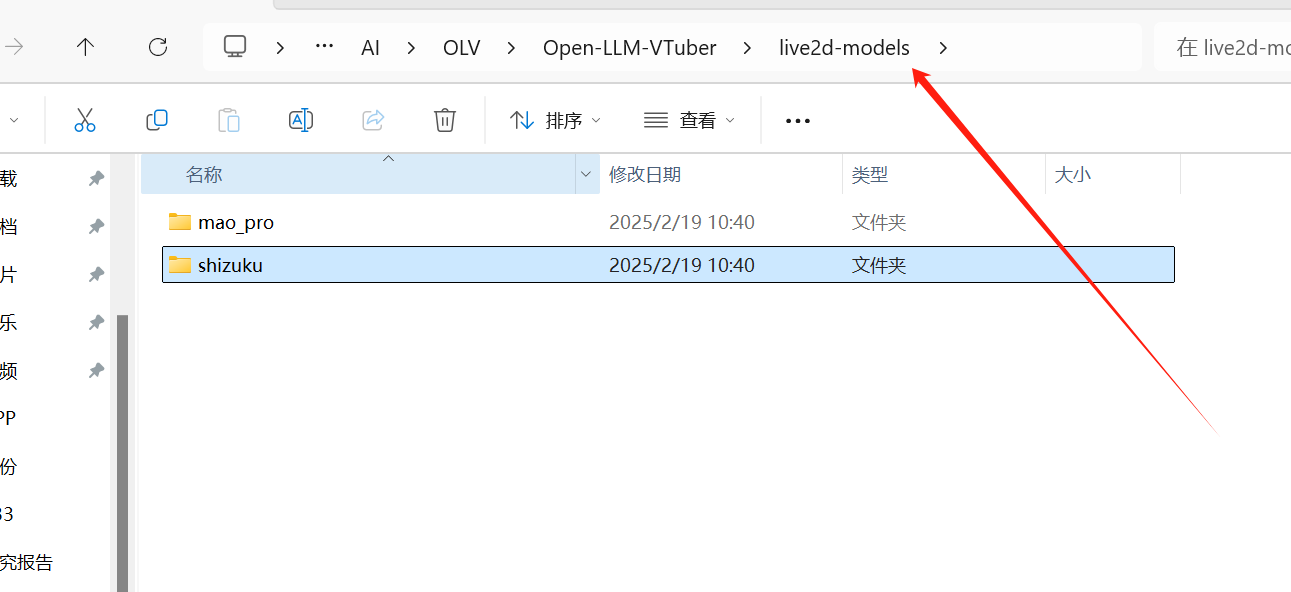 … AI OLV Open-LLM-VTuber live2d-models 在 live2d-mo
排序 查看
名称 修改日期 类型 大小
载
mao_pro 2025/2/19 10:40 文件夹
档
shizuku 2025/2/19 10:40 文件夹
片
乐
频
PP
份
33
究报告